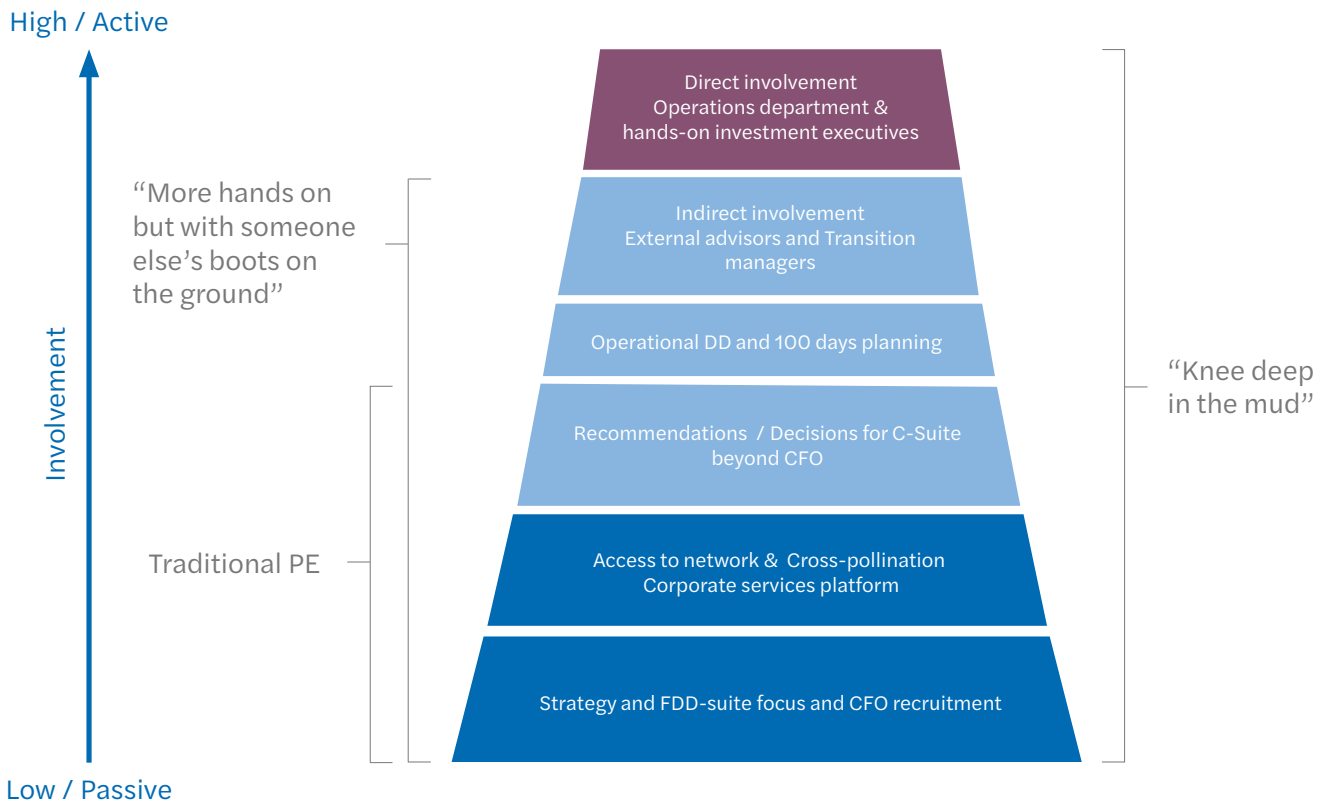 High / Active
Direct involvement
Operations department &
hands-on investment executives
“More hands on
but with someone
else’s boots on
the ground”
Indirect involvement
External advisors and Transition
managers
Operational DD and 100 days planning
Involvement
“Knee deep
in the mud”
Recommendations / Decisions for C-Suite
beyond CFO
Traditional PE
Access to network & Cross-pollination
Corporate services platform
Strategy and FDD-suite focus and CFO recruitment
Low / Passive